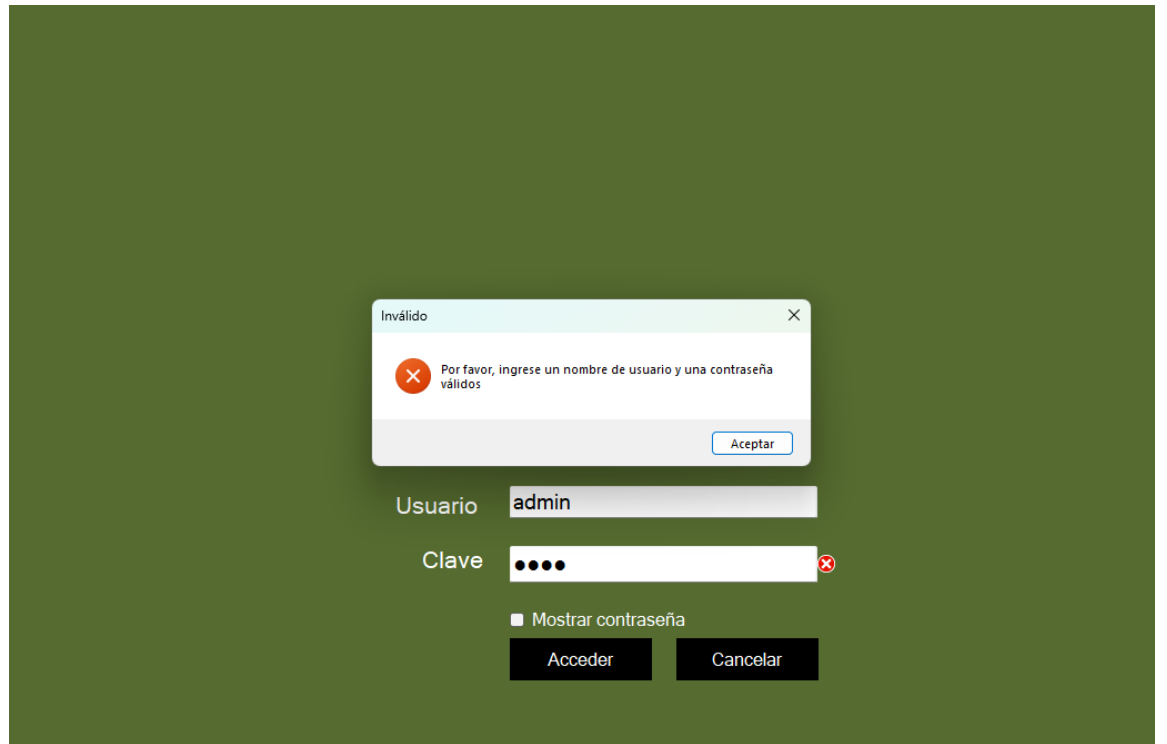 Inválido
Por favor, ingrese un nombre de usuario y una contraseña
válidos
Aceptar
Usuario
admin
Clave
●●●●
Mostrar contraseña
Acceder
Cancelar